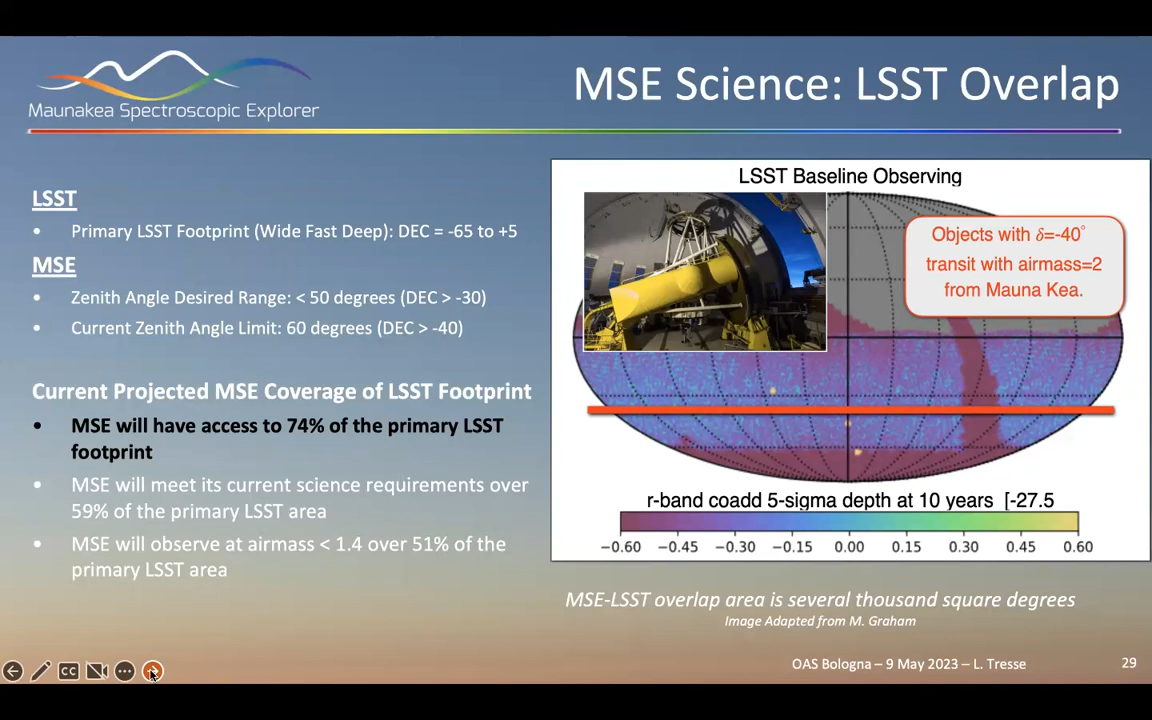 Maunakea Spectroscopic Explorer
MSE Science: LSST Overlap
LSST
• Primary LSST Footprint (Wide Fast Deep): DEC = -65 to +5
MSE
• Zenith Angle Desired Range: < 50 degrees (DEC > -30)
• Current Zenith Angle Limit: 60 degrees (DEC > -40)
Current Projected MSE Coverage of LSST Footprint
• MSE will have access to 74% of the primary LSST
footprint
• MSE will meet its current science requirements over
59% of the primary LSST area
• MSE will observe at airmass < 1.4 over 51% of the
primary LSST area
LSST Baseline Observing
Objects with δ=-40°
transit with airmass=2
from Mauna Kea.
r-band coadd 5-sigma depth at 10 years [-27.5
−0.60 −0.45 −0.30 −0.15 0.00 0.15 0.30 0.45 0.60
MSE-LSST overlap area is several thousand square degrees
Image Adapted from M. Graham
CC
OAS Bologna – 9 May 2023 – L. Tresse
29